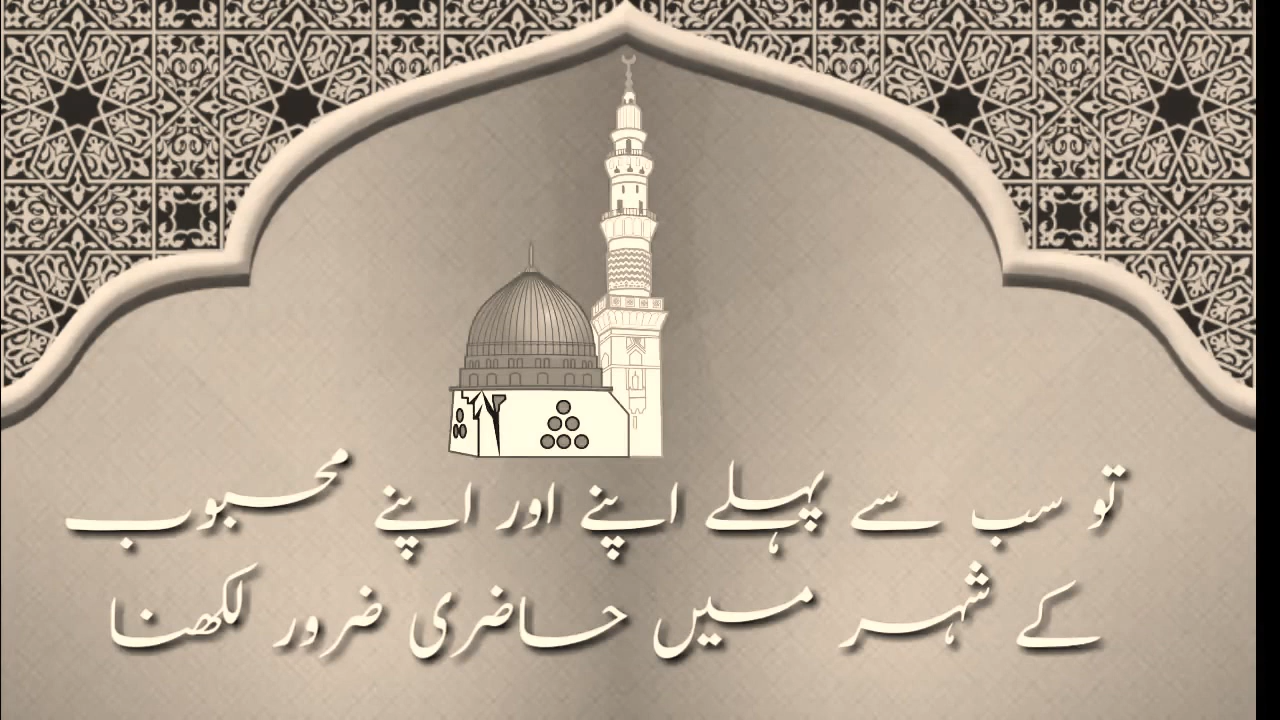 تو سب سے پہلے اپنے اور اپنے محبوب
کے شہر میں حاضری ضرور لکھنا